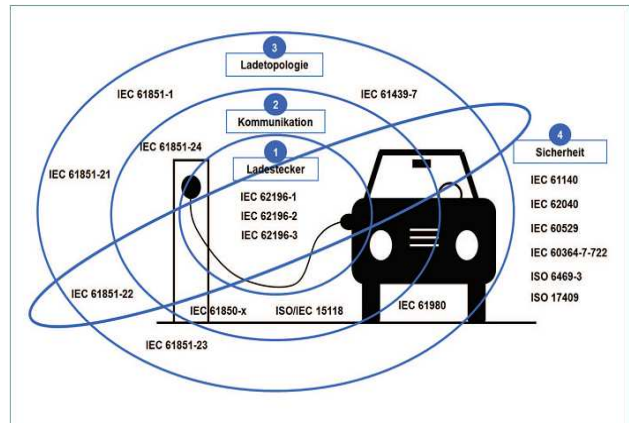 3
Ladetopologie
IEC 61851-1
IEC 61439-7
2
Kommunikation
4
Sicherheit
IEC 61851-24
1
Ladestecker
IEC 61851-21
IEC 62196-1
IEC 62196-2
IEC 62196-3
IEC 61140
IEC 62040
IEC 60529
IEC 60364-7-722
ISO 6469-3
ISO 17409
IEC 61851-22
IEC 61850-x
ISO/IEC 15118
IEC 61980
IEC 61851-23